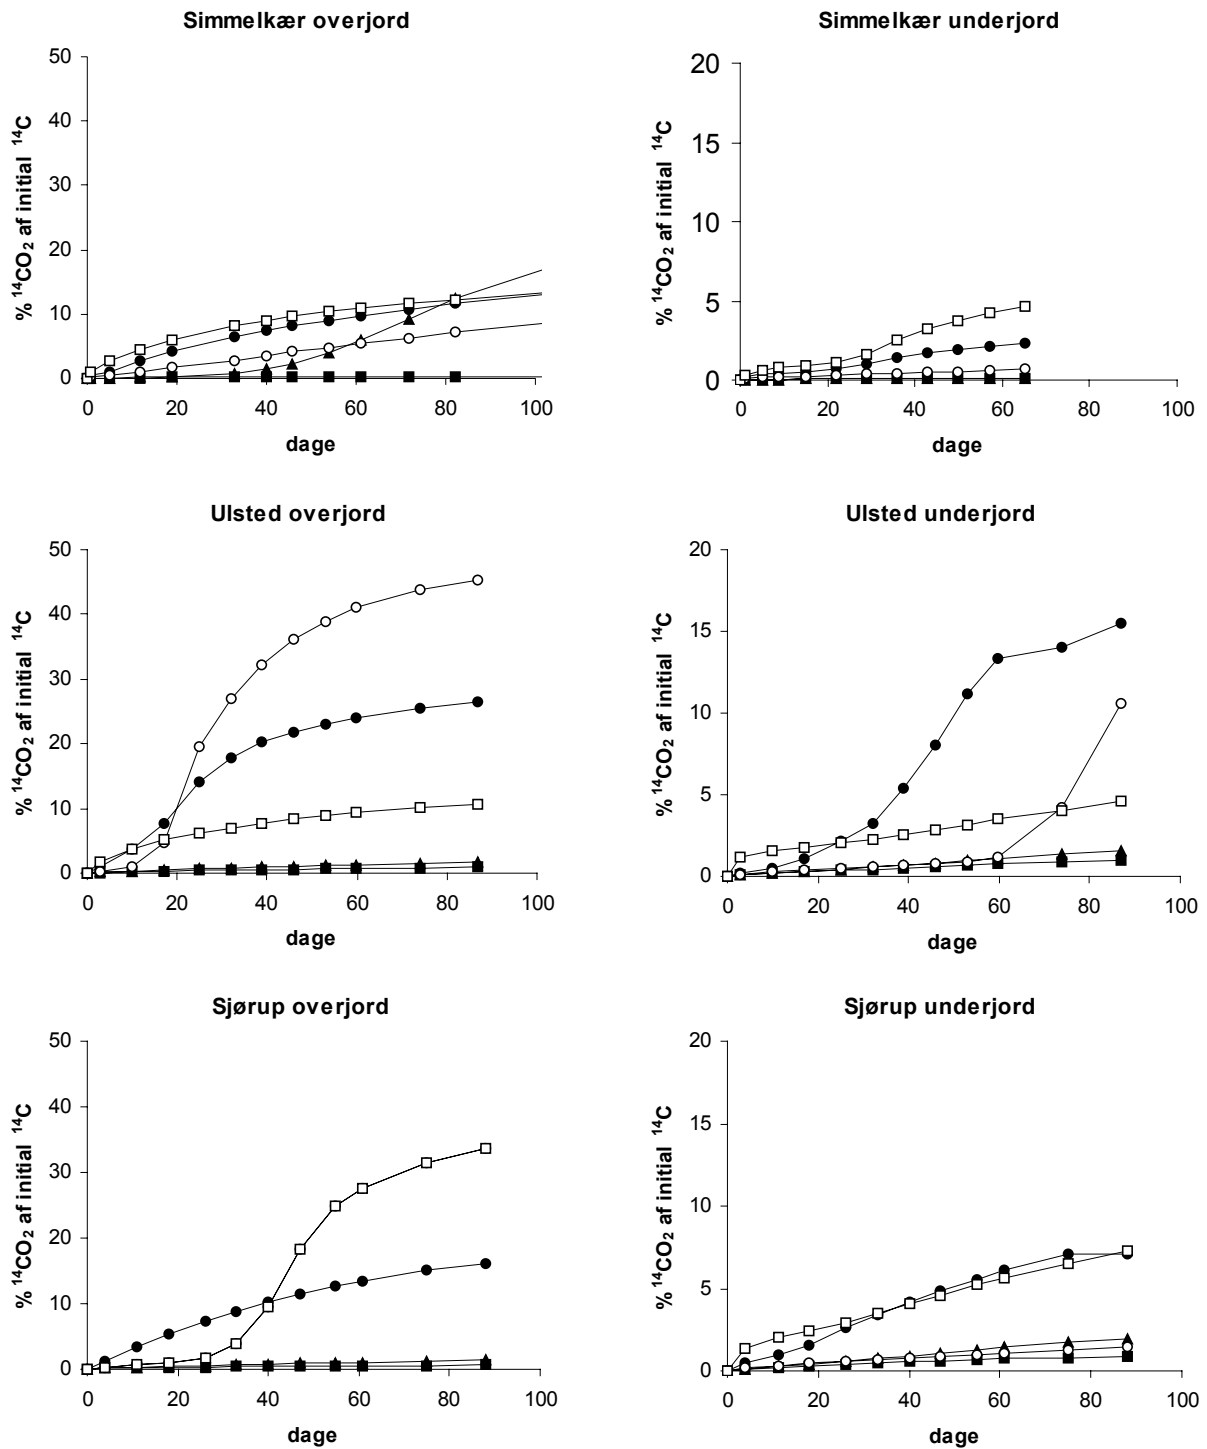 Simmelkær overjord
50
40
30
20
10
0
% ¹⁴CO₂ af initial ¹⁴C
0 20 40 60 80 100
dage
Simmelkær underjord
20
15
10
5
0
% ¹⁴CO₂ af initial ¹⁴C
0 20 40 60 80 100
dage
Ulsted overjord
50
40
30
20
10
0
% ¹⁴CO₂ af initial ¹⁴C
0 20 40 60 80 100
dage
Ulsted underjord
20
15
10
5
0
% ¹⁴CO₂ af initial ¹⁴C
0 20 40 60 80 100
dage
Sjørup overjord
50
40
30
20
10
0
% ¹⁴CO₂ af initial ¹⁴C
0 20 40 60 80 100
dage
Sjørup underjord
20
15
10
5
0
% ¹⁴CO₂ af initial ¹⁴C
0 20 40 60 80 100
dage